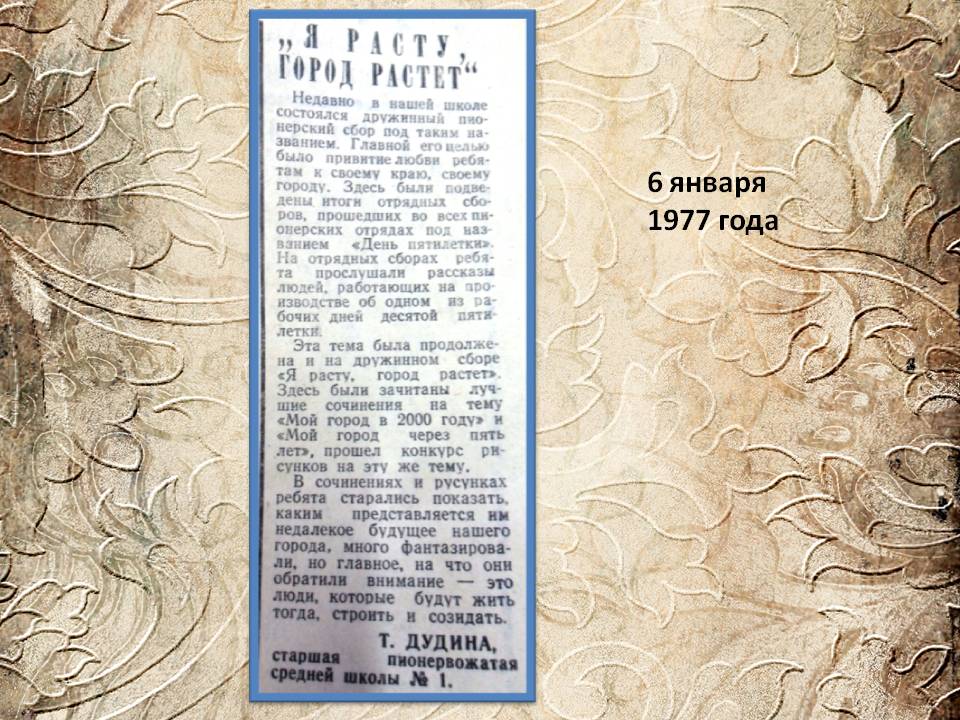 „Я РАСТУ,
ГОРОД РАСТЕТ“
Недавно в нашей школе
состоялся дружинный пио-
нерский сбор под таким на-
званием. Главной его целью
было привитие любви ребя-
там к своему краю, своему
городу. Здесь были подве-
дены итоги отрядных сбо-
ров, прошедших во всех пи-
онерских отрядах под наз-
ванием «День пятилетки».
На отрядных сборах ребя-
та прослушали рассказы
людей, работающих на про-
изводстве об одном из ра-
бочих дней десятой пяти-
летки.
Эта тема была продолже-
на и на дружинном сборе
«Я расту, город растет».
Здесь были зачитаны луч-
шие сочинения на тему
«Мой город в 2000 году» и
«Мой город через пять
лет», прошел конкурс ри-
сунков на эту же тему.
В сочинениях и русунках
ребята старались показать,
каким представляется им
недалекое будущее нашего
города, много фантазирова-
ли, но главное, на что они
обратили внимание — это
люди, которые будут жить
тогда, строить и созидать.
Т. ДУДИНА,
старшая пионервожатая
средней школы № 1.
6 января
1977 года